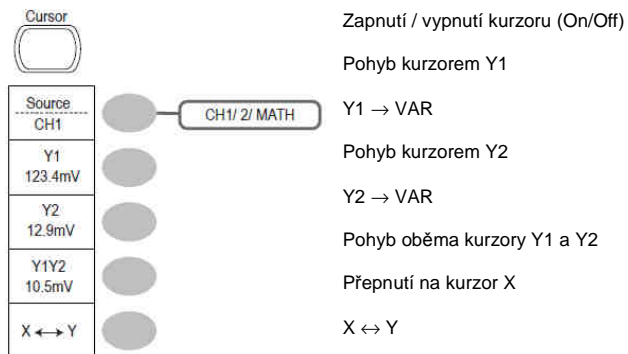 Cursor
Source
CH1
CH1/ 2/ MATH
Y1
123.4mV
Y2
12.9mV
Y1Y2
10.5mV
X ⟷ Y
Zapnutí / vypnutí kurzoru (On/Off)
Pohyb kurzorem Y1
Y1 → VAR
Pohyb kurzorem Y2
Y2 → VAR
Pohyb oběma kurzory Y1 a Y2
Přepnutí na kurzor X
X ↔ Y